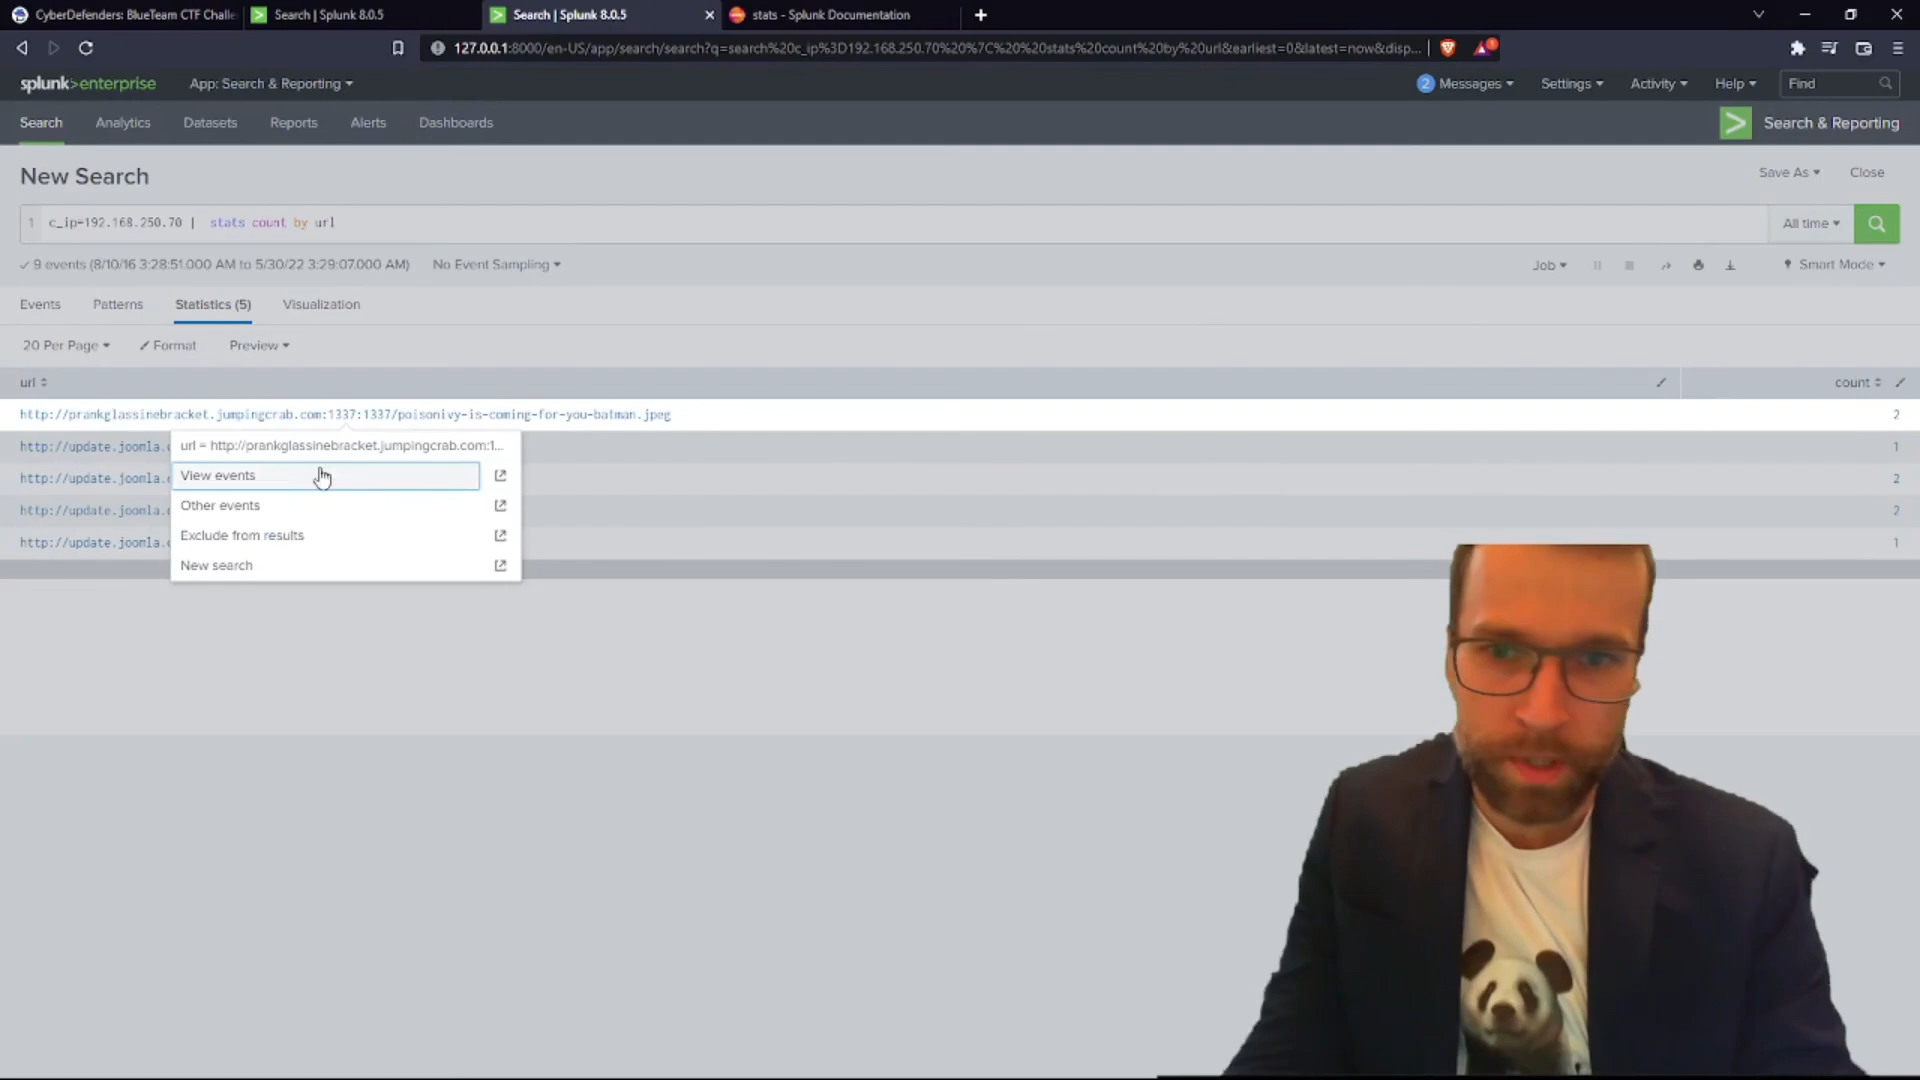 CyberDefenders: BlueTeam CTF Challe
Search | Splunk 8.0.5
Search | Splunk 8.0.5
stats - Splunk Documentation
127.0.0.1:8000/en-US/app/search/search?q=search%20c_ip%3D192.168.250.70%20%7C%20%20stats%20count%20by%20url&earliest=0&latest=now&disp...
splunk>enterprise
App: Search & Reporting
2 Messages
Settings
Activity
Help
Find
Search
Analytics
Datasets
Reports
Alerts
Dashboards
Search & Reporting
New Search
Save As
Close
1 c_ip=192.168.250.70 | stats count by url
All time
✓ 9 events (8/10/16 3:28:51.000 AM to 5/30/22 3:29:07.000 AM)
No Event Sampling
Job
Smart Mode
Events
Patterns
Statistics (5)
Visualization
20 Per Page
Format
Preview
url
count
http://prankglassinebracket.jumpingcrab.com:1337:1337/poisonivy-is-coming-for-you-batman.jpeg 2
url = http://prankglassinebracket.jumpingcrab.com:1...
http://update.joomla. 1
View events
http://update.joomla. 2
Other events
http://update.joomla. 2
Exclude from results
http://update.joomla. 1
New search